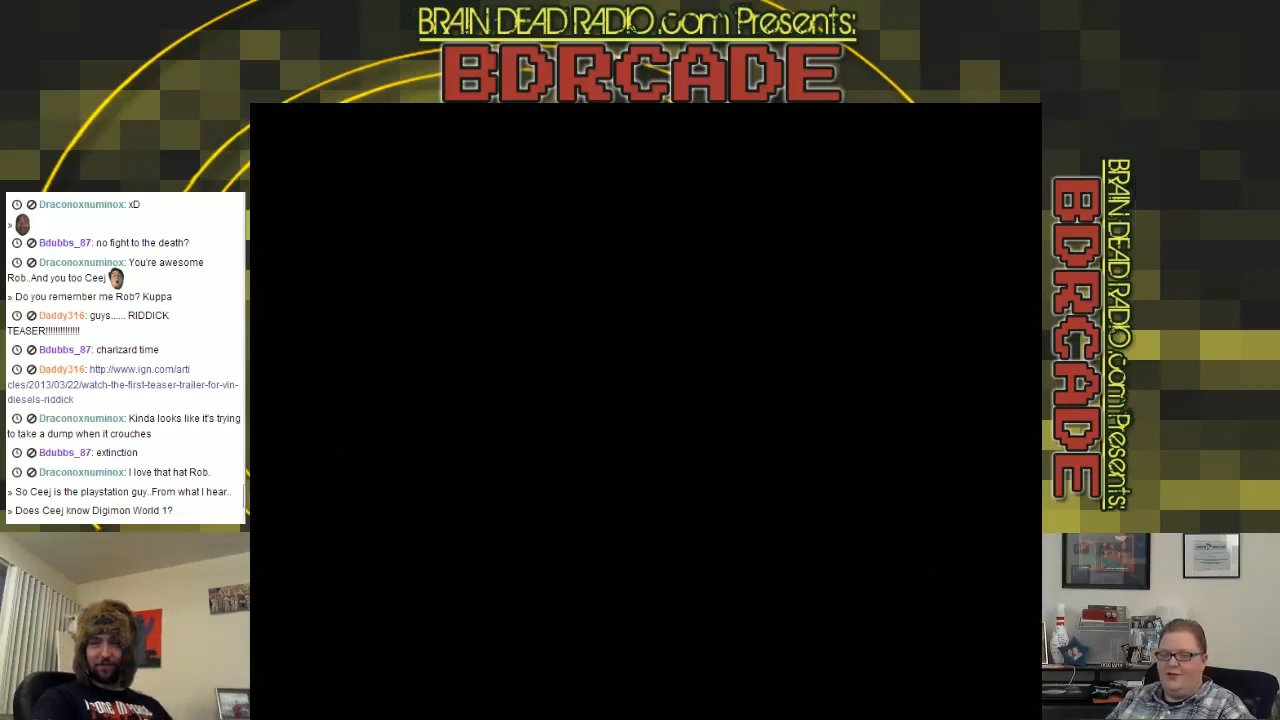 BRAIN DEAD RADIO.com Presents:
BDRCADE
Draconoxnuminox: xD
»
Bdubbs_87: no fight to the death?
Draconoxnuminox: You're awesome
Rob..And you too Ceej
» Do you remember me Rob? Kuppa
Daddy316: guys...... RIDDICK
TEASER!!!!!!!!!!!!!!
Bdubbs_87: charizard time
Daddy316: http://www.ign.com/arti
cles/2013/03/22/watch-the-first-teaser-trailer-for-vin-
diesels-riddick
Draconoxnuminox: Kinda looks like it's trying
to take a dump when it crouches
Bdubbs_87: extinction
Draconoxnuminox: I love that hat Rob.
» So Ceej is the playstation guy..From what I hear..
» Does Ceej know Digimon World 1?
BRAIN DEAD RADIO.com Presents:
BDRCADE